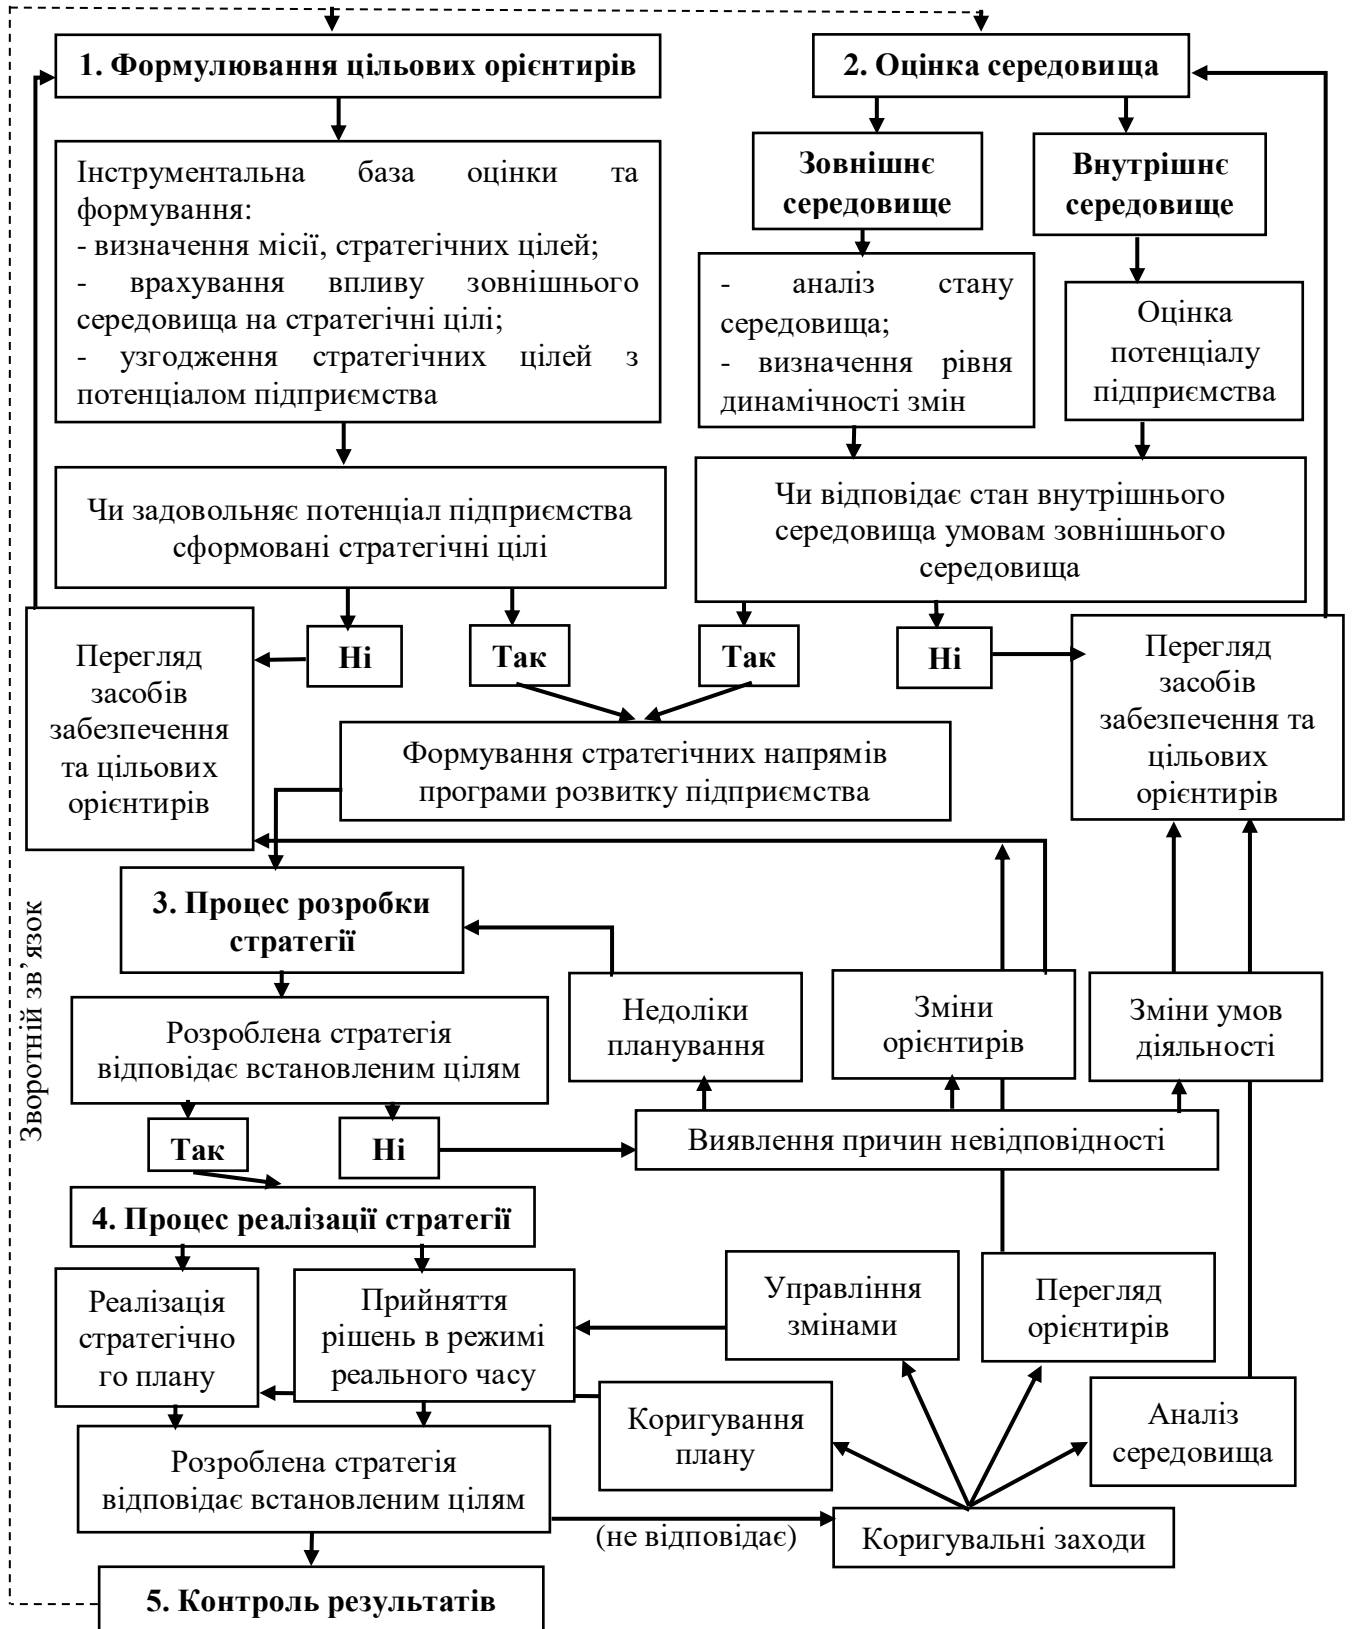 1. Формулювання цільових орієнтирів
2. Оцінка середовища
Інструментальна база оцінки та
формування:
- визначення місії, стратегічних цілей;
- врахування впливу зовнішнього
середовища на стратегічні цілі;
- узгодження стратегічних цілей з
потенціалом підприємства
Зовнішнє
середовище
Внутрішнє
середовище
- аналіз стану
середовища;
- визначення рівня
динамічності змін
Оцінка
потенціалу
підприємства
Чи задовольняє потенціал підприємства
сформовані стратегічні цілі
Чи відповідає стан внутрішнього
середовища умовам зовнішнього
середовища
Ні
Так
Так
Ні
Перегляд
засобів
забезпечення
та цільових
орієнтирів
Перегляд
засобів
забезпечення та
цільових
орієнтирів
Формування стратегічних напрямів
програми розвитку підприємства
3. Процес розробки
стратегії
Зворотній зв’язок
Розроблена стратегія
відповідає встановленим цілям
Недоліки
планування
Зміни
орієнтирів
Зміни умов
діяльності
Так
Ні
Виявлення причин невідповідності
4. Процес реалізації стратегії
Реалізація
стратегічно
го плану
Прийняття
рішень в режимі
реального часу
Управління
змінами
Перегляд
орієнтирів
Коригування
плану
Аналіз
середовища
Розроблена стратегія
відповідає встановленим цілям
(не відповідає)
Коригувальні заходи
5. Контроль результатів